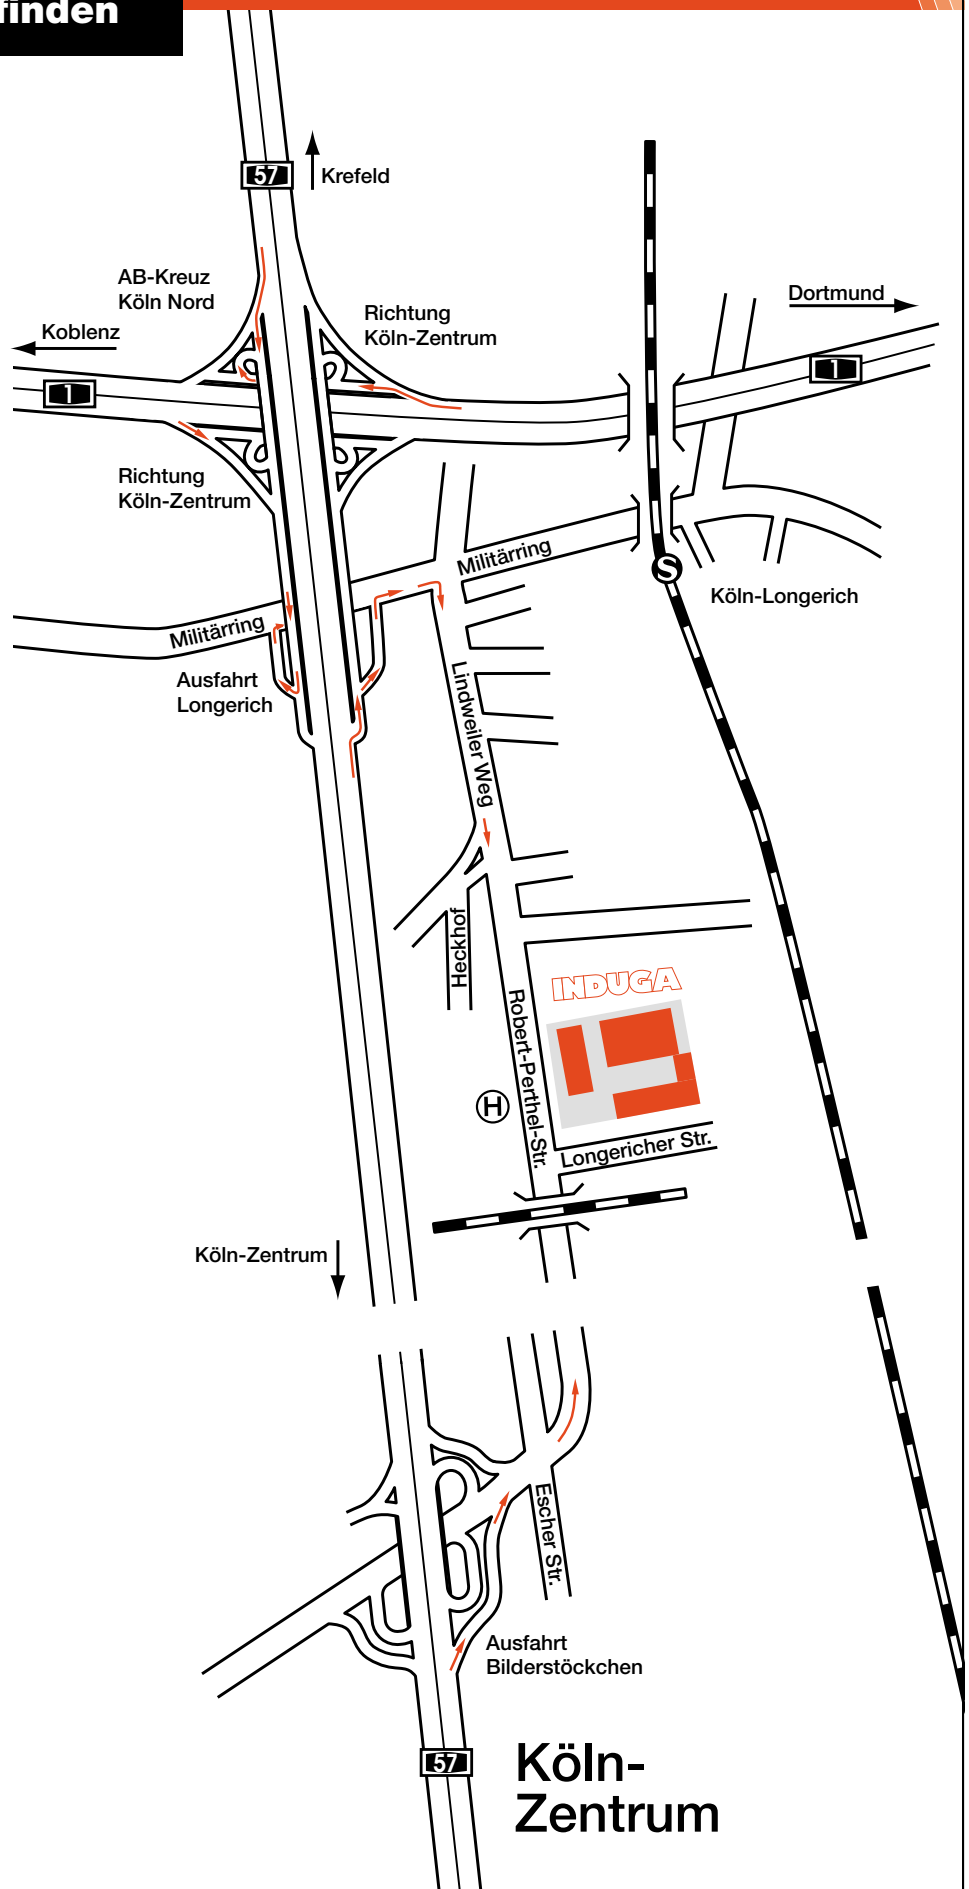 finden
57
Krefeld
AB-Kreuz
Köln Nord
Richtung
Köln-Zentrum
Dortmund
Koblenz
1
1
Richtung
Köln-Zentrum
Militärring
S
Köln-Longerich
Militärring
Ausfahrt
Longerich
Lindweiler Weg
Heckhof
INDUGA
Robert-Perthel-Str.
H
Longericher Str.
Köln-Zentrum
Escher Str.
Ausfahrt
Bilderstöckchen
57
Köln-
Zentrum